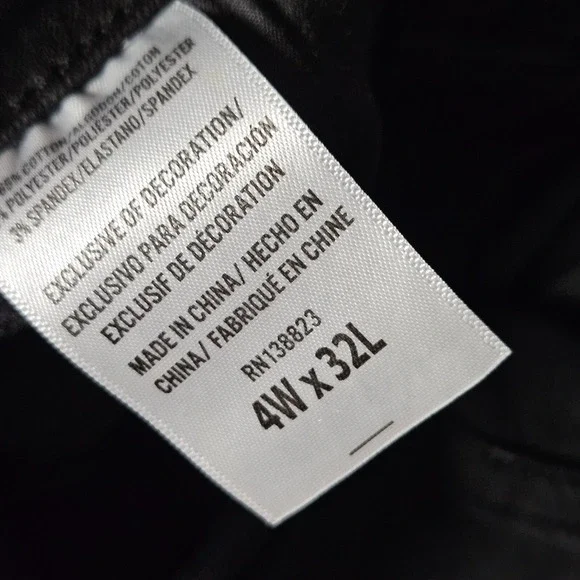 COTTON/ALGODÓN/COTON
% POLYESTER/POLIÉSTER/POLYESTER
3% SPANDEX/ELASTANO/SPANDEX
EXCLUSIVE OF DECORATION/
EXCLUSIVO PARA DECORACIÓN
EXCLUSIF DE DÉCORATION
MADE IN CHINA/ HECHO EN
CHINA/ FABRIQUÉ EN CHINE
RN138823
4W x 32L